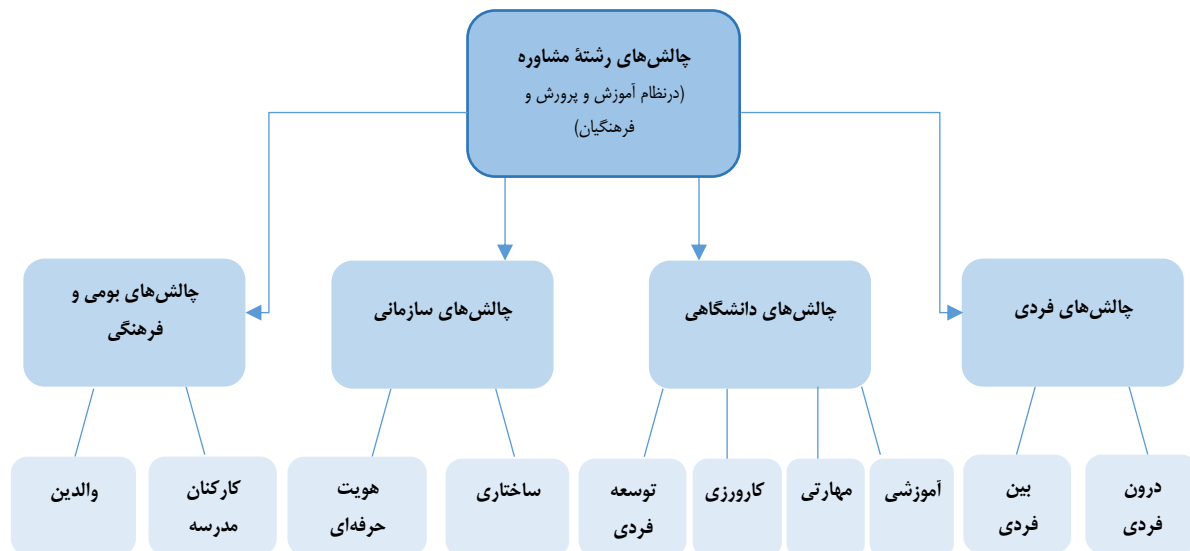 چالش‌های رشتهٔ مشاوره
(درنظام آموزش و پرورش و
فرهنگیان)
چالش‌های فردی
چالش‌های دانشگاهی
چالش‌های سازمانی
چالش‌های بومی و
فرهنگی
درون
فردی
بین
فردی
آموزشی
مهارتی
کارورزی
توسعه
فردی
ساختاری
هویت
حرفه‌ای
کارکنان
مدرسه
والدین